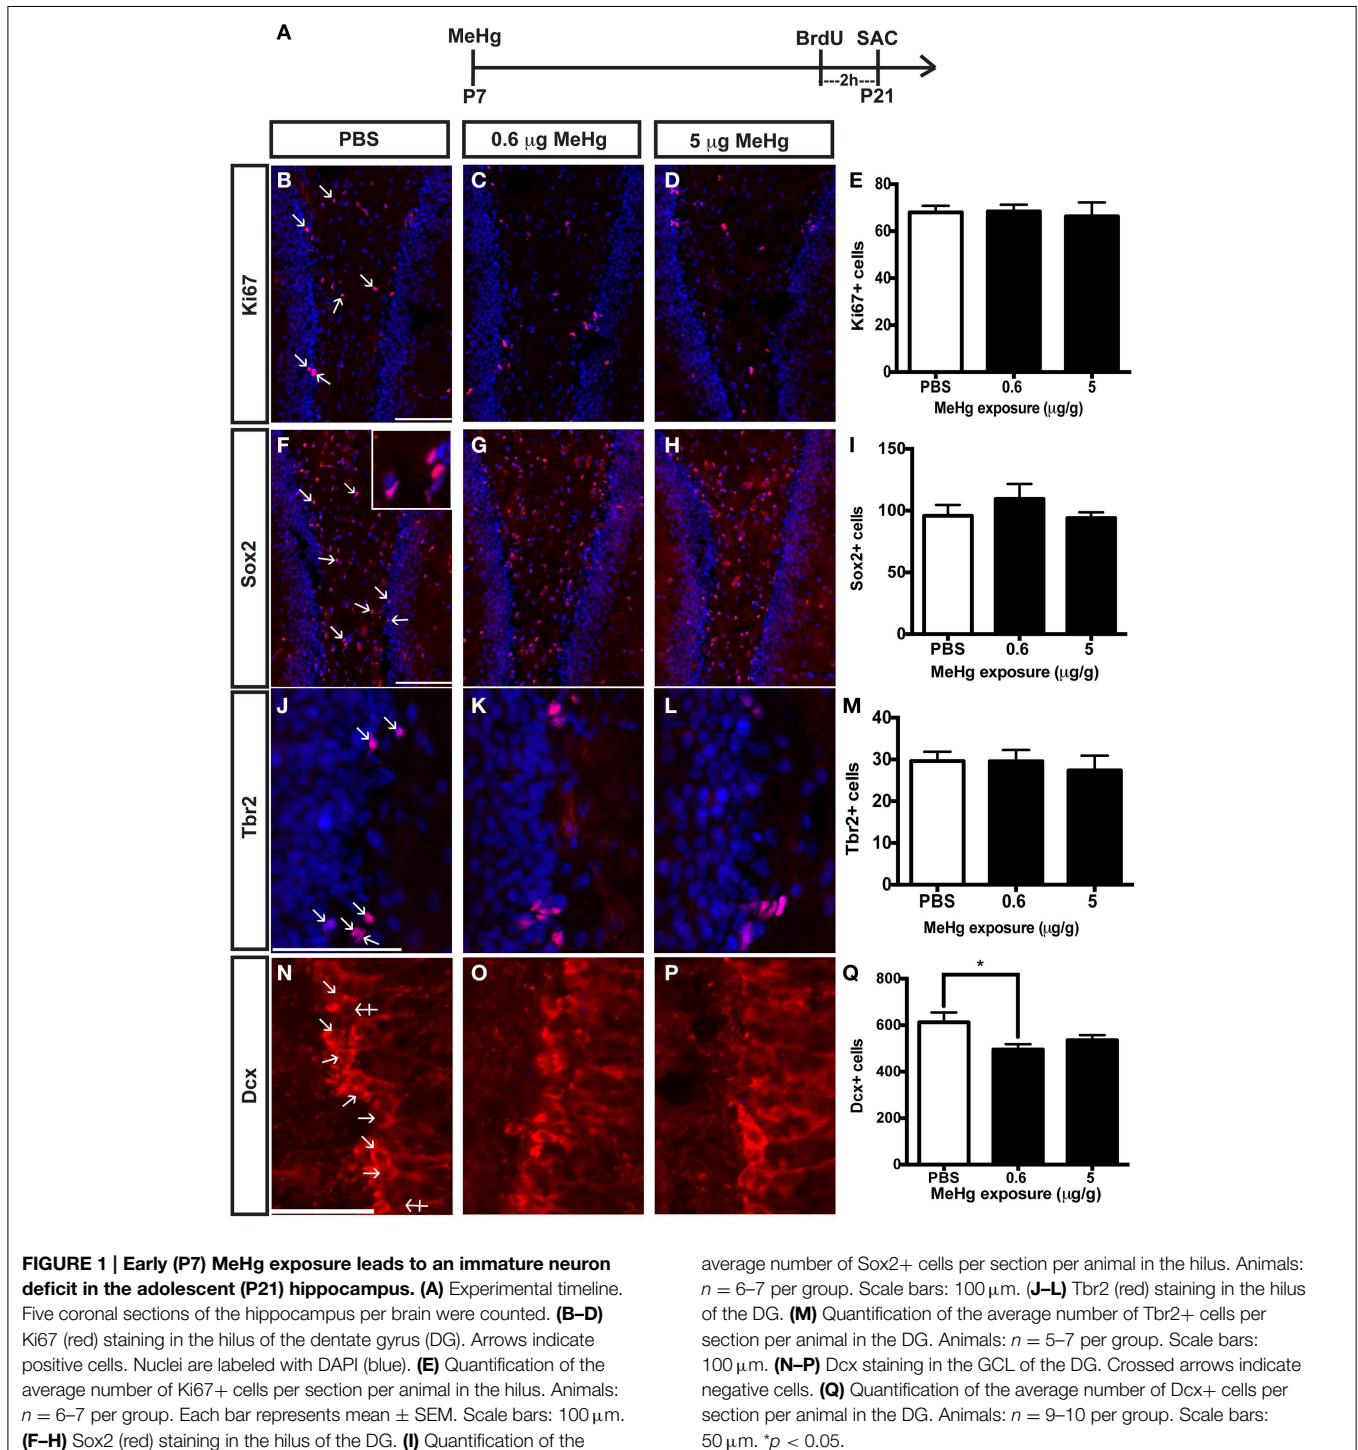 A
MeHg
BrdU SAC
----2h---
P7
P21
PBS
0.6 μg MeHg
5 μg MeHg
Ki67
B
C
D
E
80
60
40
20
0
Ki67+ cells
PBS
0.6
5
MeHg exposure (μg/g)
Sox2
F
G
H
I
150
100
50
0
Sox2+ cells
PBS
0.6
5
MeHg exposure (μg/g)
Tbr2
J
K
L
M
40
30
20
10
0
Tbr2+ cells
PBS
0.6
5
MeHg exposure (μg/g)
Dcx
N
O
P
Q
800
600
400
200
0
Dcx+ cells
*
PBS
0.6
5
MeHg exposure (μg/g)
FIGURE 1 | Early (P7) MeHg exposure leads to an immature neuron
deficit in the adolescent (P21) hippocampus. (A) Experimental timeline.
Five coronal sections of the hippocampus per brain were counted. (B–D)
Ki67 (red) staining in the hilus of the dentate gyrus (DG). Arrows indicate
positive cells. Nuclei are labeled with DAPI (blue). (E) Quantification of the
average number of Ki67+ cells per section per animal in the hilus. Animals:
n = 6–7 per group. Each bar represents mean ± SEM. Scale bars: 100 μm.
(F–H) Sox2 (red) staining in the hilus of the DG. (I) Quantification of the
average number of Sox2+ cells per section per animal in the hilus. Animals:
n = 6–7 per group. Scale bars: 100 μm. (J–L) Tbr2 (red) staining in the hilus
of the DG. (M) Quantification of the average number of Tbr2+ cells per
section per animal in the DG. Animals: n = 5–7 per group. Scale bars:
100 μm. (N–P) Dcx staining in the GCL of the DG. Crossed arrows indicate
negative cells. (Q) Quantification of the average number of Dcx+ cells per
section per animal in the DG. Animals: n = 9–10 per group. Scale bars:
50 μm. *p < 0.05.